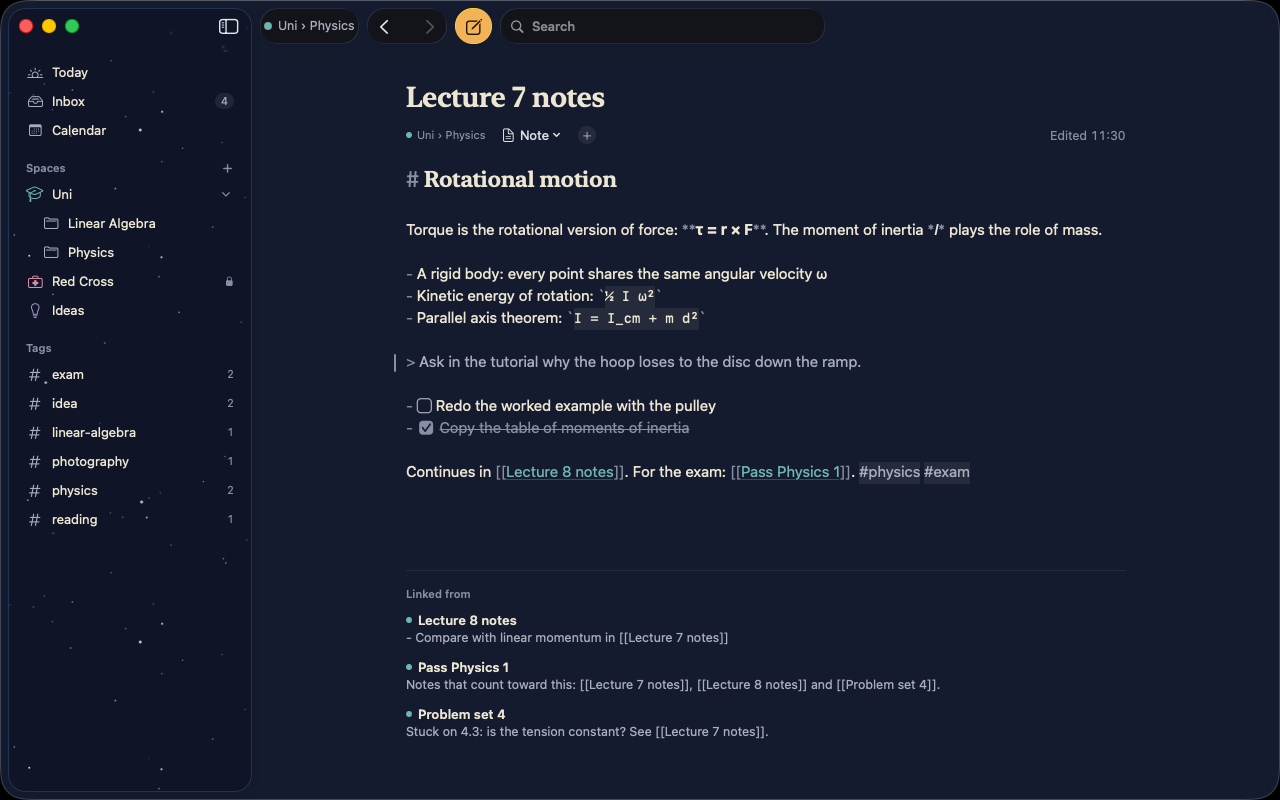 Today
Inbox 4
Calendar
Spaces
Uni
Linear Algebra
Physics
Red Cross
Ideas
Tags
# exam 2
# idea 2
# linear-algebra 1
# photography 1
# physics 2
# reading 1
Uni › Physics
Search
Lecture 7 notes
Uni › Physics Note Edited 11:30
# Rotational motion
Torque is the rotational version of force: **τ = r × F**. The moment of inertia *I* plays the role of mass.
- A rigid body: every point shares the same angular velocity ω
- Kinetic energy of rotation: `½ I ω²`
- Parallel axis theorem: `I = I_cm + m d²`
> Ask in the tutorial why the hoop loses to the disc down the ramp.
- Redo the worked example with the pulley
- Copy the table of moments of inertia
Continues in [[Lecture 8 notes]]. For the exam: [[Pass Physics 1]]. #physics #exam
Linked from
Lecture 8 notes
- Compare with linear momentum in [[Lecture 7 notes]]
Pass Physics 1
Notes that count toward this: [[Lecture 7 notes]], [[Lecture 8 notes]] and [[Problem set 4]].
Problem set 4
Stuck on 4.3: is the tension constant? See [[Lecture 7 notes]].